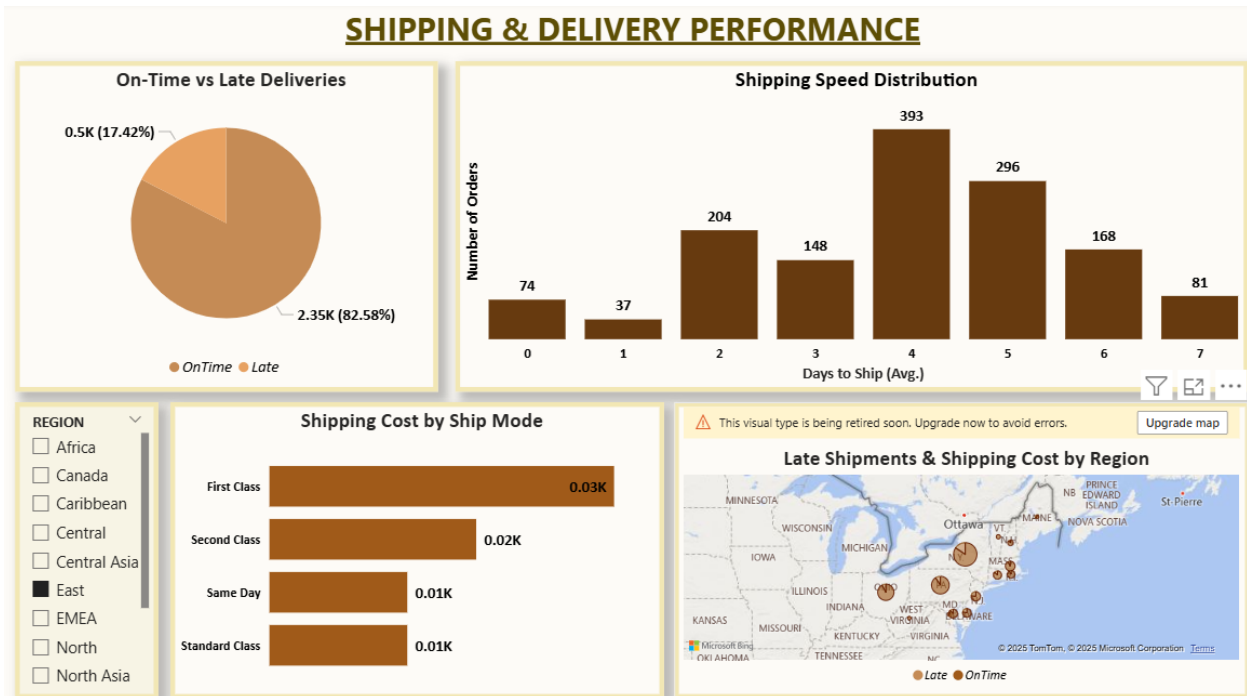 SHIPPING & DELIVERY PERFORMANCE
On-Time vs Late Deliveries
0.5K (17.42%)
2.35K (82.58%)
OnTime Late
Shipping Speed Distribution
Number of Orders
74
37
204
148
393
296
168
81
0 1 2 3 4 5 6 7
Days to Ship (Avg.)
REGION
Africa
Canada
Caribbean
Central
Central Asia
East
EMEA
North
North Asia
Shipping Cost by Ship Mode
First Class 0.03K
Second Class 0.02K
Same Day 0.01K
Standard Class 0.01K
This visual type is being retired soon. Upgrade now to avoid errors.
Upgrade map
Late Shipments & Shipping Cost by Region
MINNESOTA
WISCONSIN
MICHIGAN
IOWA
ILLINOIS
INDIANA
OHIO
KANSAS
MISSOURI
KENTUCKY
WEST
VIRGINIA
VIRGINIA
OKLAHOMA
TENNESSEE
Ottawa
VT
MAINE
NB
PRINCE
EDWARD
ISLAND
NOVA SCOTIA
St-Pierre
MASS
MD
DELAWARE
Microsoft Bing
© 2025 TomTom, © 2025 Microsoft Corporation Terms
Late OnTime